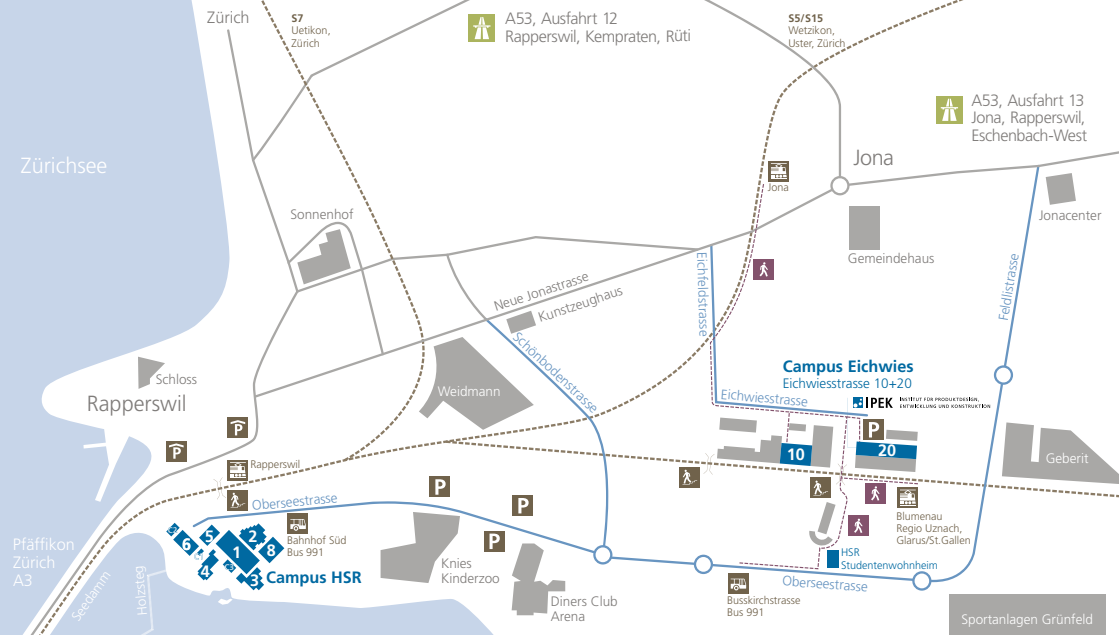 Zürich
S7
Uetikon,
Zürich
A53, Ausfahrt 12
Rapperswil, Kempraten, Rüti
S5/S15
Wetzikon,
Uster, Zürich
A53, Ausfahrt 13
Jona, Rapperswil,
Eschenbach-West
Zürichsee
Jona
Jona
Jonacenter
Sonnenhof
Gemeindehaus
Eichfeldstrasse
Feldlistrasse
Neue Jonastrasse
Kunstzeughaus
Schönbodenstrasse
Schloss
Rapperswil
Weidmann
Campus Eichwies
Eichwiesstrasse 10+20
Eichwiesstrasse
IPEK
INSTITUT FÜR PRODUKTDESIGN,
ENTWICKLUNG UND KONSTRUKTION
P
P
P
10
20
Geberit
Rapperswil
Oberseestrasse
P
P
P
Bahnhof Süd
Bus 991
Blumenau
Regio Uznach,
Glarus/St.Gallen
5
2
6
1
8
4
3
Campus HSR
Pfäffikon
Zürich
A3
Seedamm
Holzsteg
Knies
Kinderzoo
Diners Club
Arena
HSR
Studentenwohnheim
Oberseestrasse
Busskirchstrasse
Bus 991
Sportanlagen Grünfeld